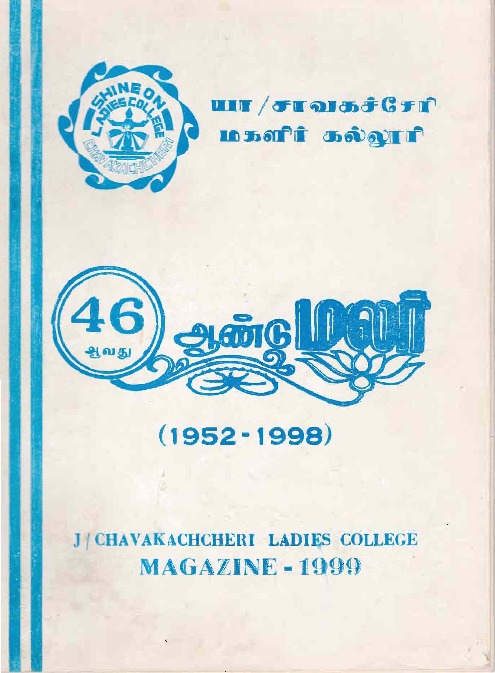 SHINE ON
LADIES COLLEGE
CHAVAKACHCHERI
யா/சாவகச்சேரி
மகளிர் கல்லூரி
46
ஆவது
ஆண்டு மலர்
(1952-1998)
J/CHAVAKACHCHERI LADIES COLLEGE
MAGAZINE - 1999